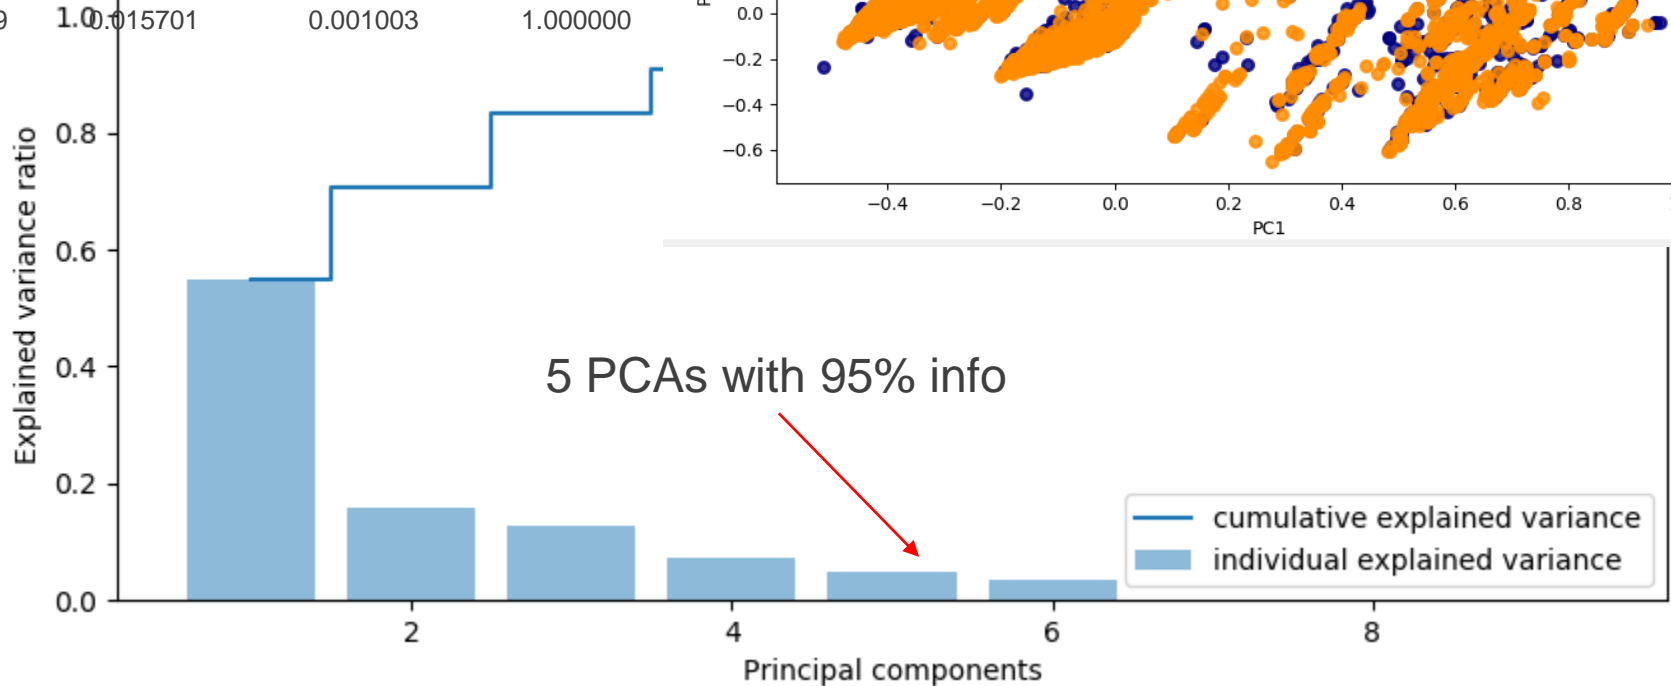 9 0.015701 0.001003 1.000000
1.0
0.8
0.6
0.4
0.2
0.0
Explained variance ratio
0.0
−0.2
−0.4
−0.6
−0.4 −0.2 0.0 0.2 0.4 0.6 0.8
PC1
5 PCAs with 95% info
cumulative explained variance
individual explained variance
2 4 6 8
Principal components